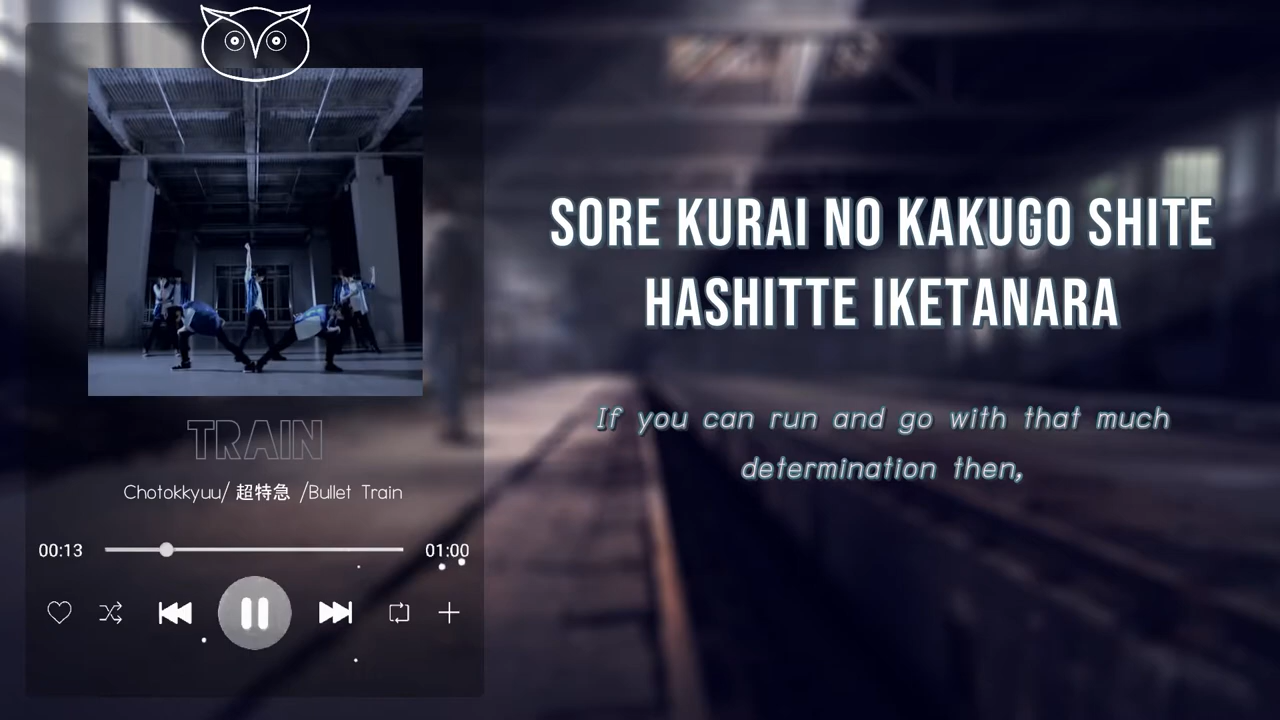 TRAIN
Chotokkyuu/ 超特急 /Bullet Train
00:13
01:00
SORE KURAI NO KAKUGO SHITE
HASHITTE IKETANARA
If you can run and go with that much
determination then,